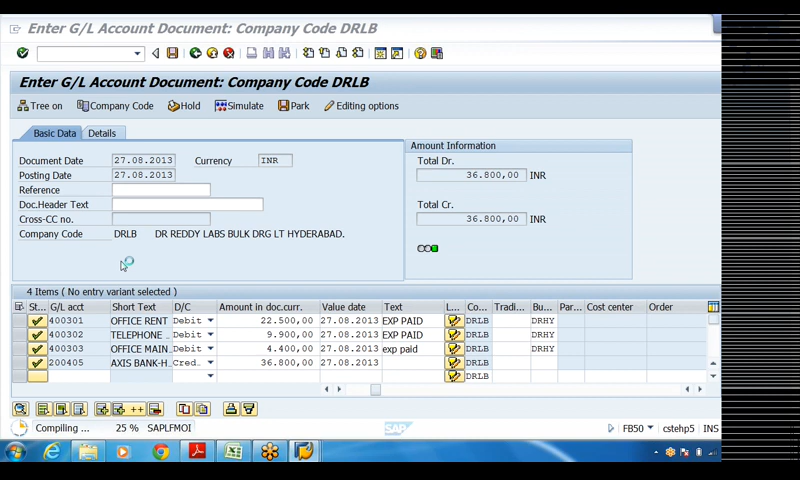 Enter G/L Account Document: Company Code DRLB
Enter G/L Account Document: Company Code DRLB
Tree on Company Code Hold Simulate Park Editing options
Basic Data Details
Amount Information
Document Date 27.08.2013 Currency INR
Total Dr.
Posting Date 27.08.2013
36.800,00 INR
Reference
Doc.Header Text
Total Cr.
Cross-CC no.
36.800,00 INR
Company Code DRLB DR REDDY LABS BULK DRG LT HYDERABAD.
4 Items ( No entry variant selected )
St... G/L acct Short Text D/C Amount in doc.curr. Value date Text L... Co... Tradi... Bu... Par... Cost center Order
400301 OFFICE RENT Debit 22.500,00 27.08.2013 EXP PAID DRLB DRHY
400302 TELEPHONE Debit 9.900,00 27.08.2013 EXP PAID DRLB DRHY
400303 OFFICE MAIN Debit 4.400,00 27.08.2013 exp paid DRLB DRHY
200405 AXIS BANK-H Cred.. 36.800,00 27.08.2013 DRLB
DRLB
Compiling ... 25 % SAPLFMOI SAP FB50 cstehp5 INS